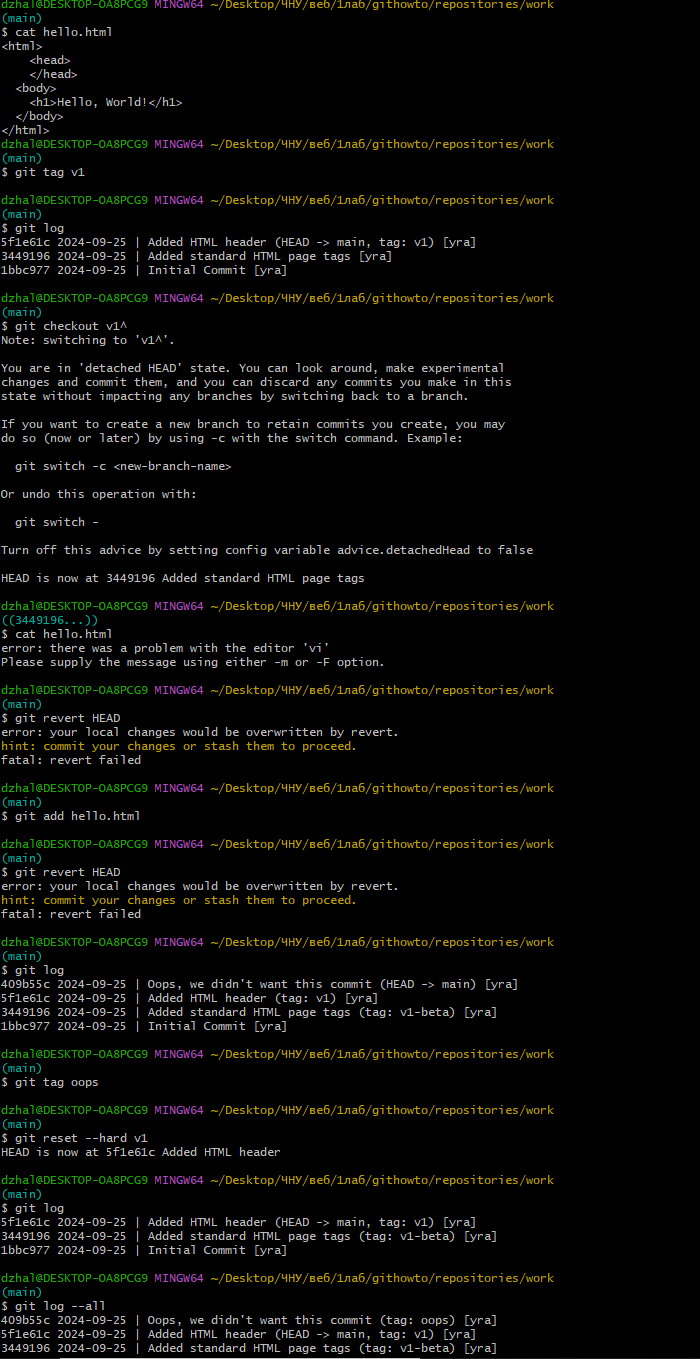 dzhal@DESKTOP-OA8PCG9 MINGW64 ~/Desktop/ЧНУ/веб/1лаб/githowto/repositories/work
(main)
$ cat hello.html
<html>
    <head>
    </head>
  <body>
    <h1>Hello, World!</h1>
  </body>
</html>
dzhal@DESKTOP-OA8PCG9 MINGW64 ~/Desktop/ЧНУ/веб/1лаб/githowto/repositories/work
(main)
$ git tag v1
dzhal@DESKTOP-OA8PCG9 MINGW64 ~/Desktop/ЧНУ/веб/1лаб/githowto/repositories/work
(main)
$ git log
5f1e61c 2024-09-25 | Added HTML header (HEAD -> main, tag: v1) [yra]
3449196 2024-09-25 | Added standard HTML page tags [yra]
1bbc977 2024-09-25 | Initial Commit [yra]
dzhal@DESKTOP-OA8PCG9 MINGW64 ~/Desktop/ЧНУ/веб/1лаб/githowto/repositories/work
(main)
$ git checkout v1^
Note: switching to 'v1^'.
You are in 'detached HEAD' state. You can look around, make experimental
changes and commit them, and you can discard any commits you make in this
state without impacting any branches by switching back to a branch.
If you want to create a new branch to retain commits you create, you may
do so (now or later) by using -c with the switch command. Example:
  git switch -c <new-branch-name>
Or undo this operation with:
  git switch -
Turn off this advice by setting config variable advice.detachedHead to false
HEAD is now at 3449196 Added standard HTML page tags
dzhal@DESKTOP-OA8PCG9 MINGW64 ~/Desktop/ЧНУ/веб/1лаб/githowto/repositories/work
((3449196...))
$ cat hello.html
error: there was a problem with the editor 'vi'
Please supply the message using either -m or -F option.
dzhal@DESKTOP-OA8PCG9 MINGW64 ~/Desktop/ЧНУ/веб/1лаб/githowto/repositories/work
(main)
$ git revert HEAD
error: your local changes would be overwritten by revert.
hint: commit your changes or stash them to proceed.
fatal: revert failed
dzhal@DESKTOP-OA8PCG9 MINGW64 ~/Desktop/ЧНУ/веб/1лаб/githowto/repositories/work
(main)
$ git add hello.html
dzhal@DESKTOP-OA8PCG9 MINGW64 ~/Desktop/ЧНУ/веб/1лаб/githowto/repositories/work
(main)
$ git revert HEAD
error: your local changes would be overwritten by revert.
hint: commit your changes or stash them to proceed.
fatal: revert failed
dzhal@DESKTOP-OA8PCG9 MINGW64 ~/Desktop/ЧНУ/веб/1лаб/githowto/repositories/work
(main)
$ git log
409b55c 2024-09-25 | Oops, we didn't want this commit (HEAD -> main) [yra]
5f1e61c 2024-09-25 | Added HTML header (tag: v1) [yra]
3449196 2024-09-25 | Added standard HTML page tags (tag: v1-beta) [yra]
1bbc977 2024-09-25 | Initial Commit [yra]
dzhal@DESKTOP-OA8PCG9 MINGW64 ~/Desktop/ЧНУ/веб/1лаб/githowto/repositories/work
(main)
$ git tag oops
dzhal@DESKTOP-OA8PCG9 MINGW64 ~/Desktop/ЧНУ/веб/1лаб/githowto/repositories/work
(main)
$ git reset --hard v1
HEAD is now at 5f1e61c Added HTML header
dzhal@DESKTOP-OA8PCG9 MINGW64 ~/Desktop/ЧНУ/веб/1лаб/githowto/repositories/work
(main)
$ git log
5f1e61c 2024-09-25 | Added HTML header (HEAD -> main, tag: v1) [yra]
3449196 2024-09-25 | Added standard HTML page tags (tag: v1-beta) [yra]
1bbc977 2024-09-25 | Initial Commit [yra]
dzhal@DESKTOP-OA8PCG9 MINGW64 ~/Desktop/ЧНУ/веб/1лаб/githowto/repositories/work
(main)
$ git log --all
409b55c 2024-09-25 | Oops, we didn't want this commit (tag: oops) [yra]
5f1e61c 2024-09-25 | Added HTML header (HEAD -> main, tag: v1) [yra]
3449196 2024-09-25 | Added standard HTML page tags (tag: v1-beta) [yra]